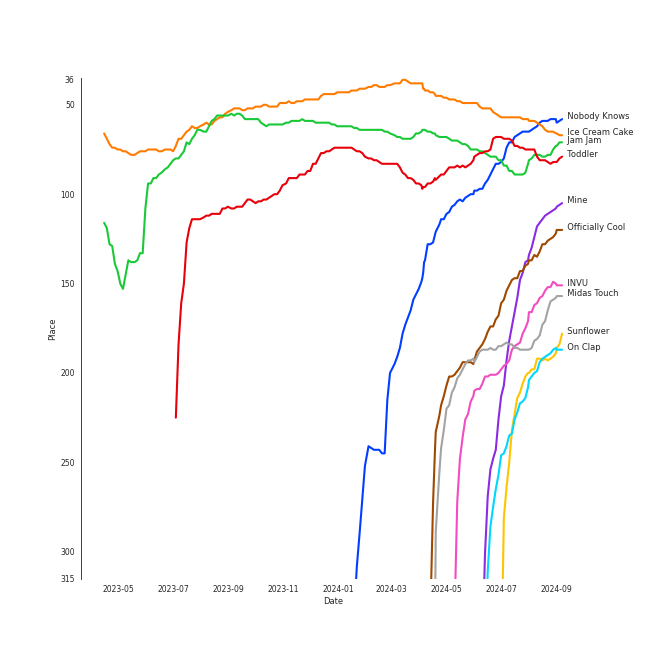 36
50
100
150
200
250
300
315
Place
2023-05
2023-07
2023-09
2023-11
2024-01
2024-03
2024-05
2024-07
2024-09
Date
Nobody Knows
Ice Cream Cake
Jam Jam
Toddler
Mine
Officially Cool
INVU
Midas Touch
Sunflower
On Clap